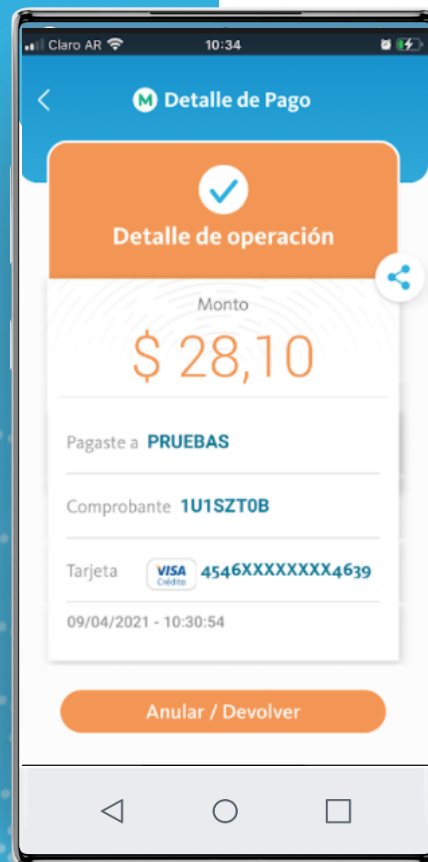 Claro AR 10:34
M Detalle de Pago
Detalle de operación
Monto
$ 28,10
Pagaste a PRUEBAS
Comprobante 1U1SZT0B
Tarjeta VISA Crédito 4546XXXXXXXX4639
09/04/2021 - 10:30:54
Anular / Devolver